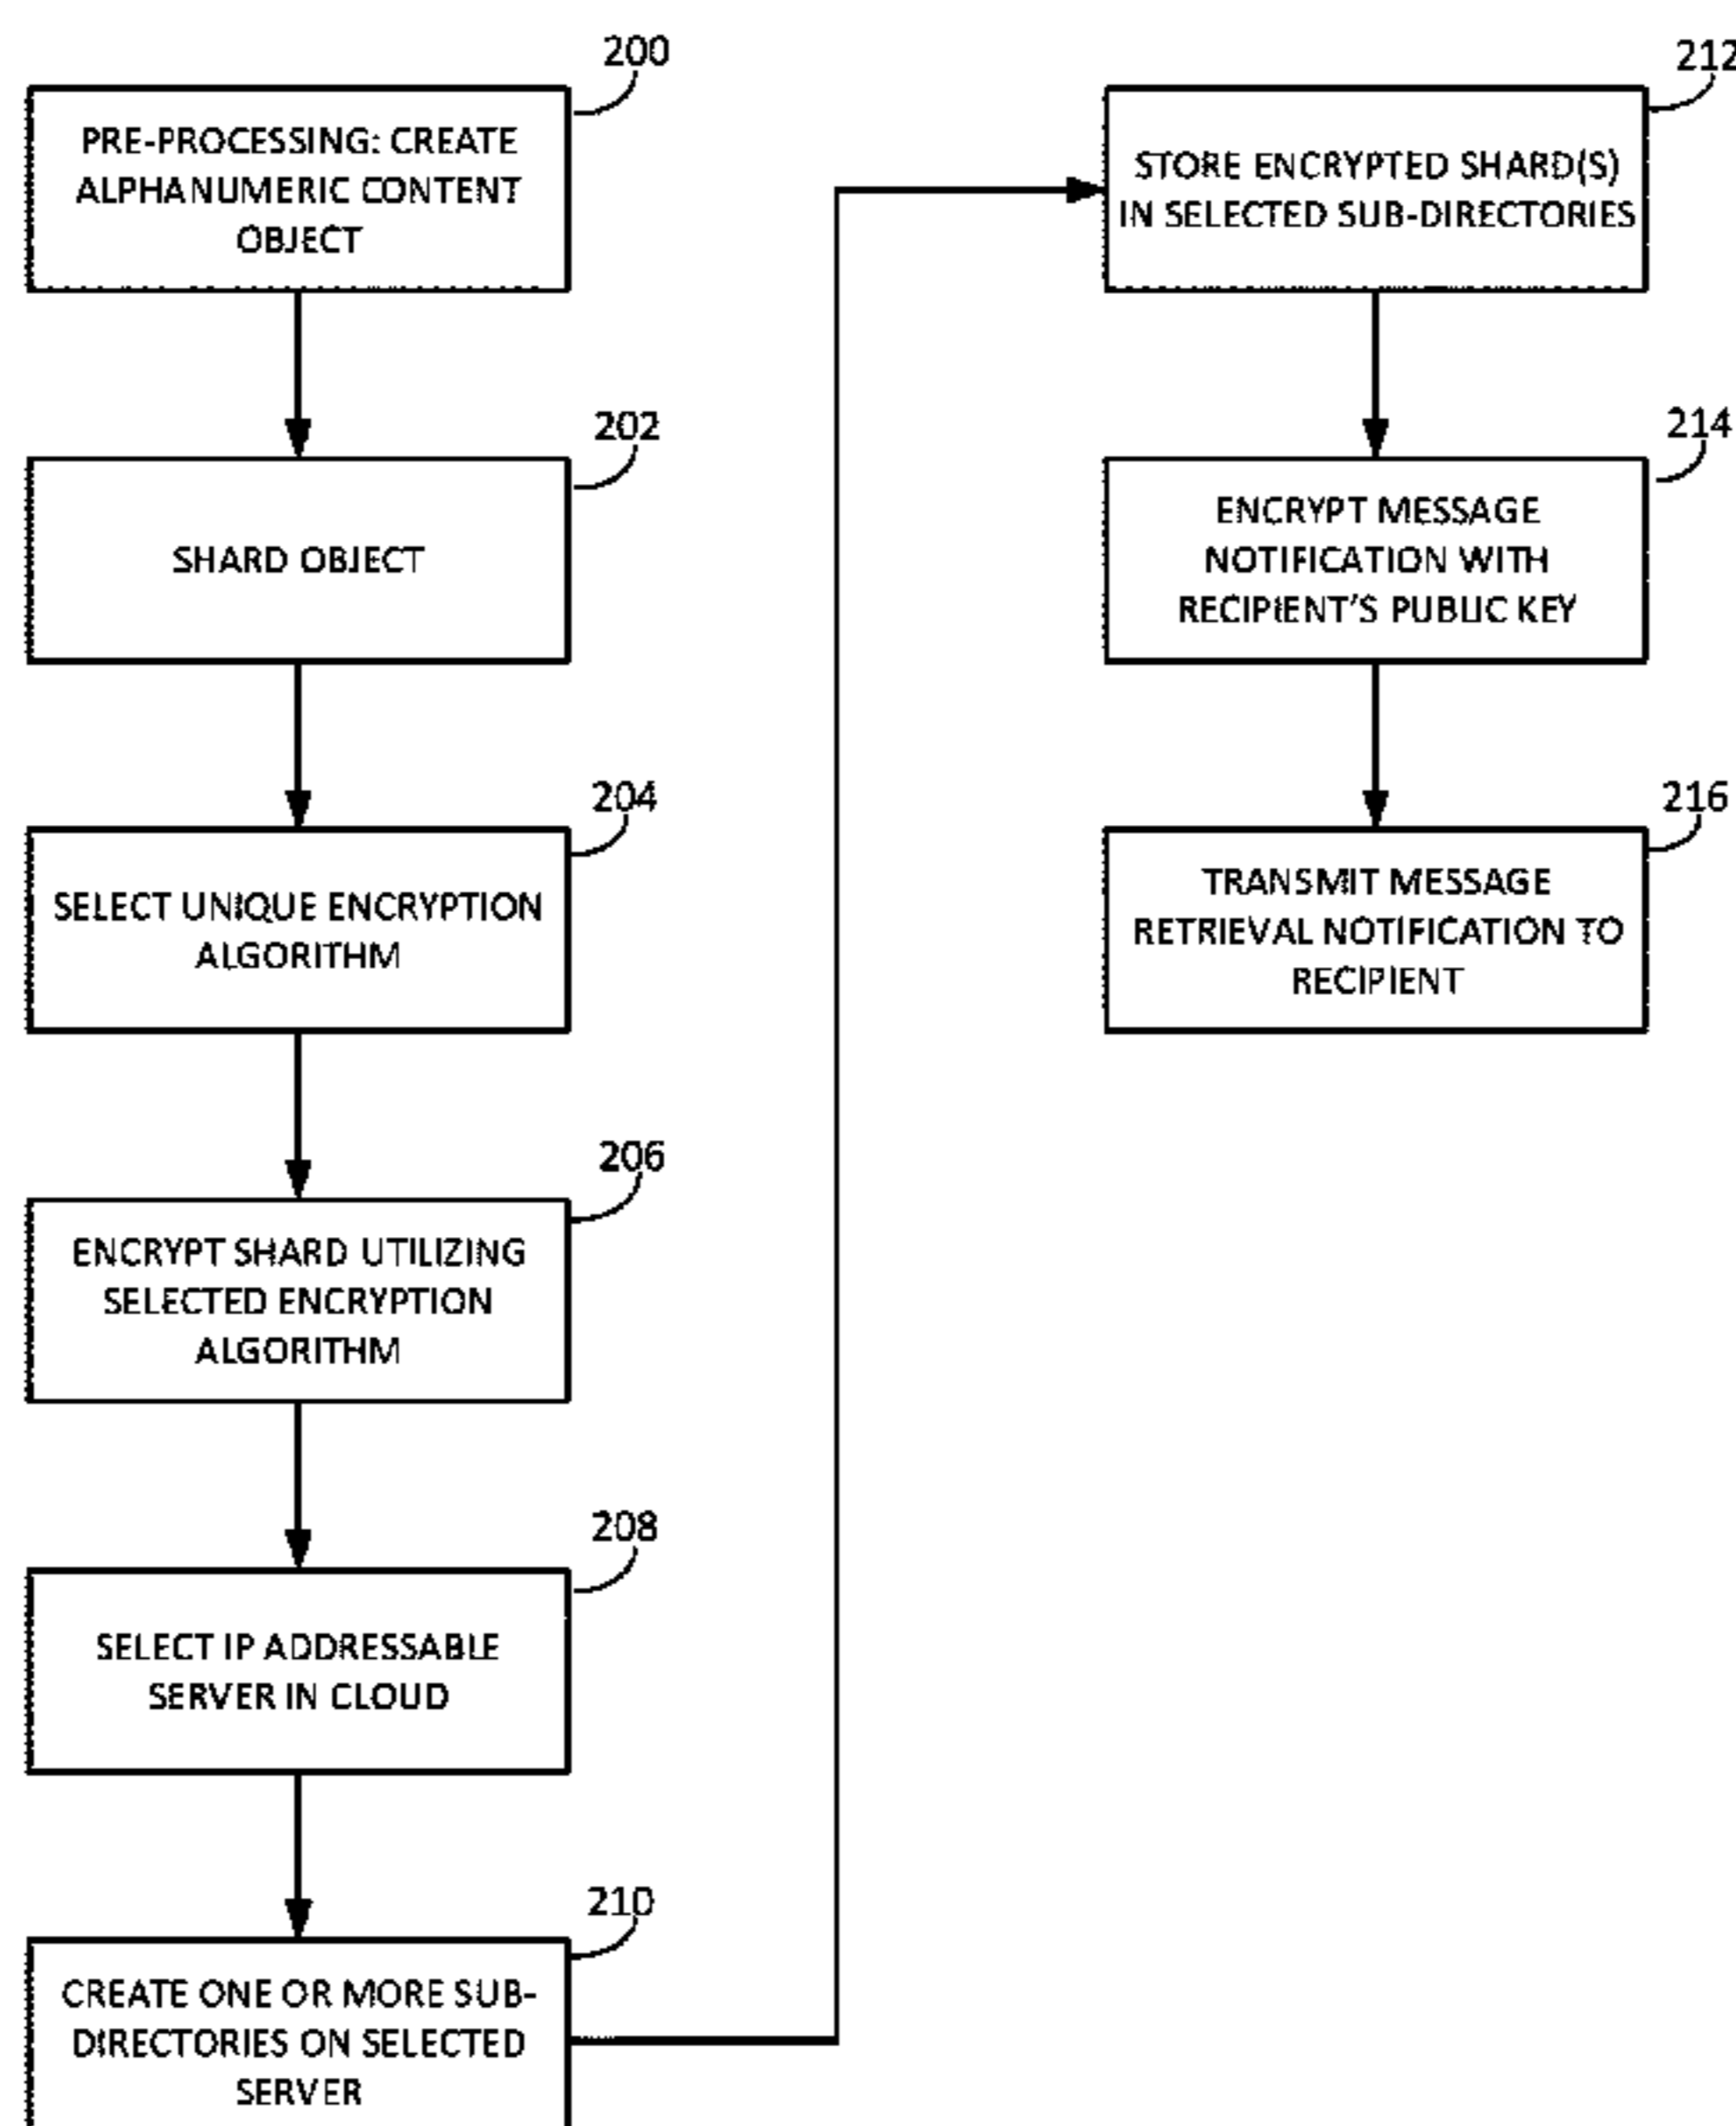 200
PRE-PROCESSING: CREATE
ALPHANUMERIC CONTENT
OBJECT
202
SHARD OBJECT
204
SELECT UNIQUE ENCRYPTION
ALGORITHM
206
ENCRYPT SHARD UTILIZING
SELECTED ENCRYPTION
ALGORITHM
208
SELECT IP ADDRESSABLE
SERVER IN CLOUD
210
CREATE ONE OR MORE SUB-
DIRECTORIES ON SELECTED
SERVER
212
STORE ENCRYPTED SHARD(S)
IN SELECTED SUB-DIRECTORIES
214
ENCRYPT MESSAGE
NOTIFICATION WITH
RECIPIENT'S PUBLIC KEY
216
TRANSMIT MESSAGE
RETRIEVAL NOTIFICATION TO
RECIPIENT